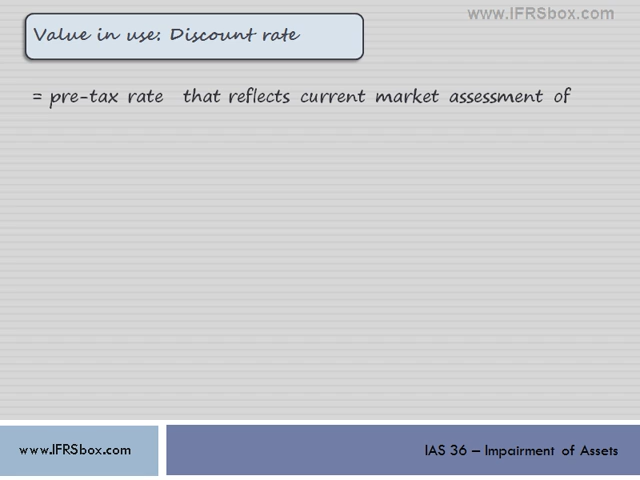 www.IFRSbox.com
Value in use: Discount rate
= pre-tax rate that reflects current market assessment of
www.IFRSbox.com
IAS 36 – Impairment of Assets